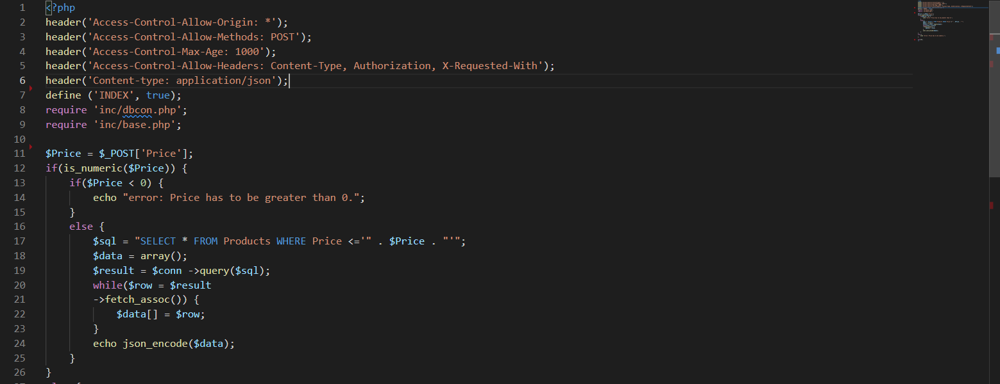 1 <?php
2 header('Access-Control-Allow-Origin: *');
3 header('Access-Control-Allow-Methods: POST');
4 header('Access-Control-Max-Age: 1000');
5 header('Access-Control-Allow-Headers: Content-Type, Authorization, X-Requested-With');
6 header('Content-type: application/json');
7 define ('INDEX', true);
8 require 'inc/dbcon.php';
9 require 'inc/base.php';
10
11 $Price = $_POST['Price'];
12 if(is_numeric($Price)) {
13     if($Price < 0) {
14         echo "error: Price has to be greater than 0.";
15     }
16     else {
17         $sql = "SELECT * FROM Products WHERE Price <='" . $Price . "'";
18         $data = array();
19         $result = $conn ->query($sql);
20         while($row = $result
21         ->fetch_assoc()) {
22             $data[] = $row;
23         }
24         echo json_encode($data);
25     }
26 }